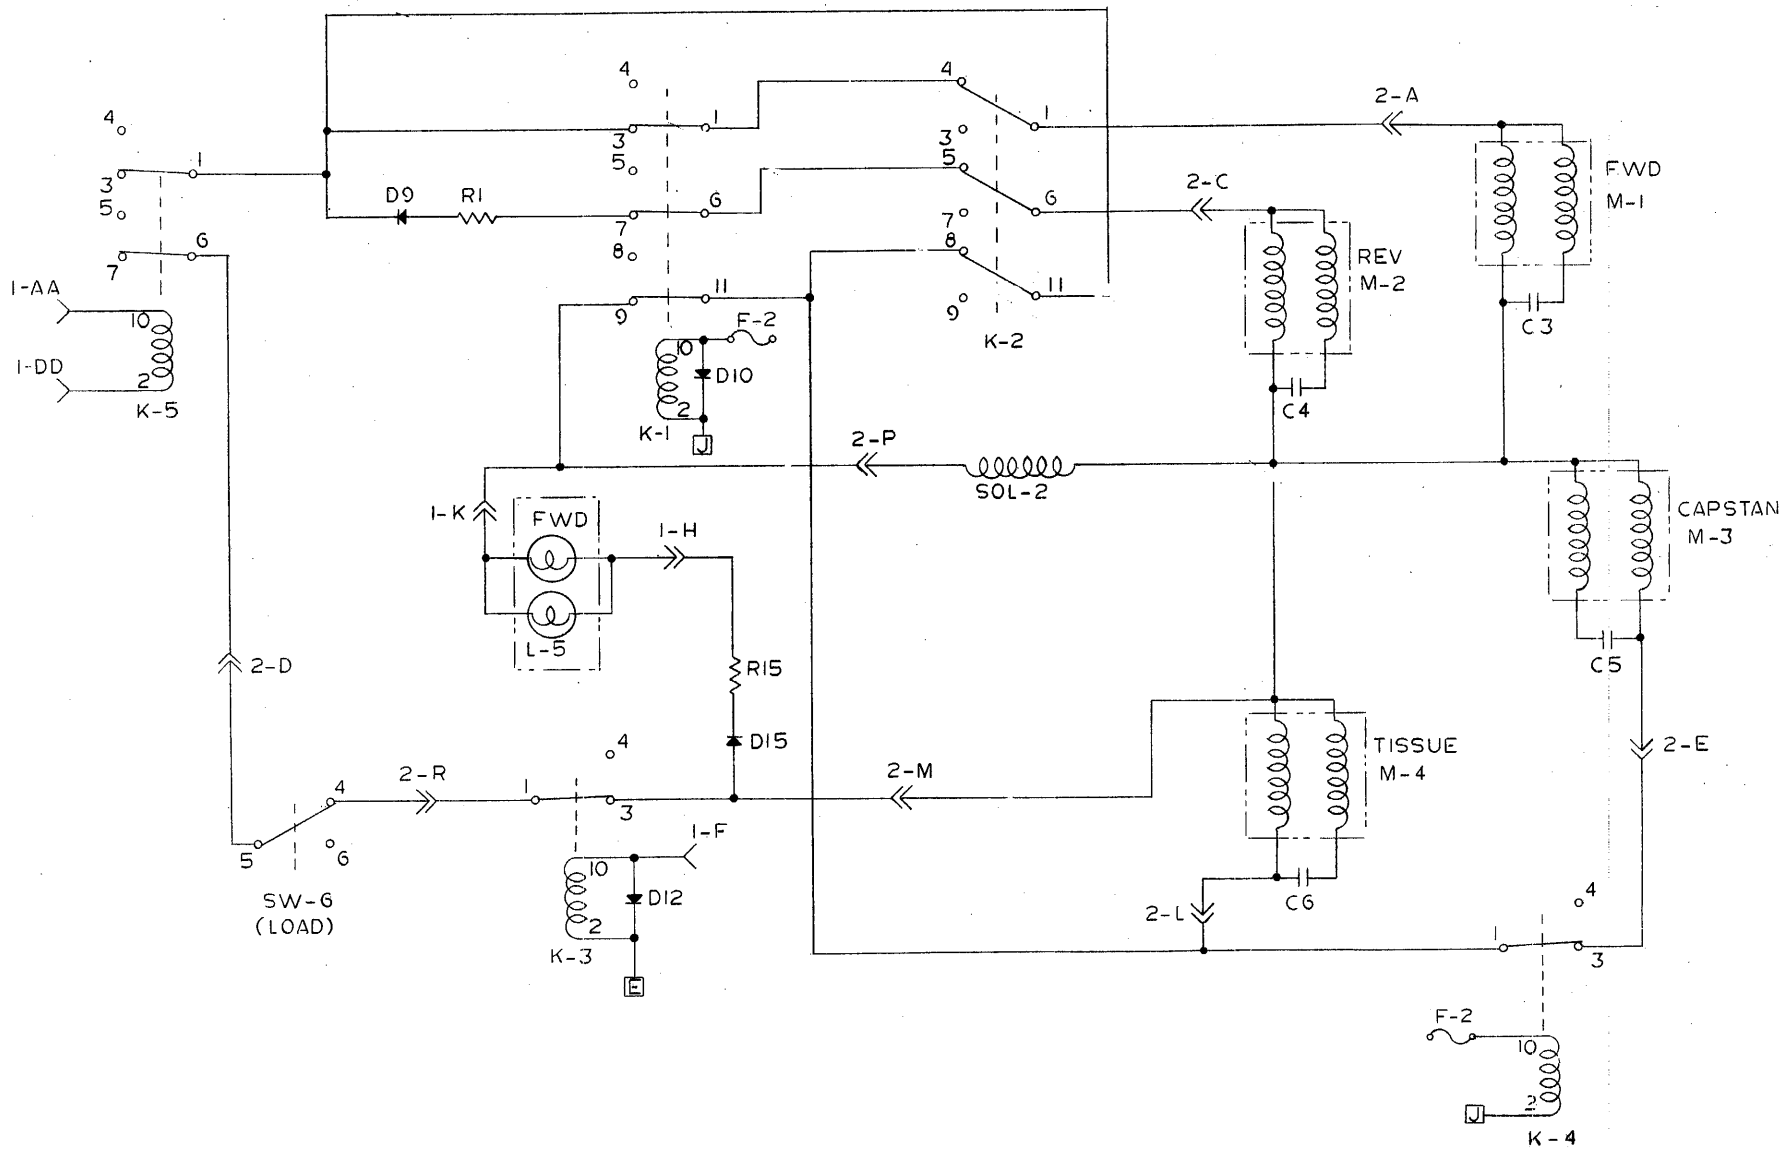 4
3
5
7
1
6
1-AA
1-DD
10
2
K-5
D9
R1
4
3
5
7
8
9
1
6
11
10
2
K-1
F-2
D10
J
4
3
5
7
8
9
1
6
11
K-2
2-A
FWD
M-1
C3
2-C
REV
M-2
C4
2-P
SOL-2
CAPSTAN
M-3
C5
1-K
FWD
L-5
1-H
R15
D15
2-D
4
5
6
SW-6
(LOAD)
2-R
1
4
3
10
2
K-3
1-F
D12
E
2-M
TISSUE
M-4
C6
2-L
2-E
1
4
3
F-2
10
2
J
K-4